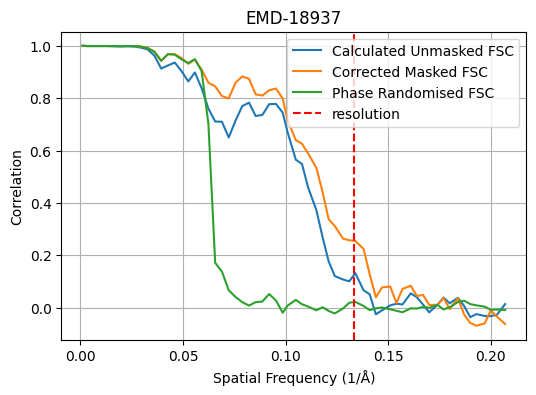 EMD-18937
Calculated Unmasked FSC
Corrected Masked FSC
Phase Randomised FSC
resolution
Correlation
1.0
0.8
0.6
0.4
0.2
0.0
0.00 0.05 0.10 0.15 0.20
Spatial Frequency (1/Å)